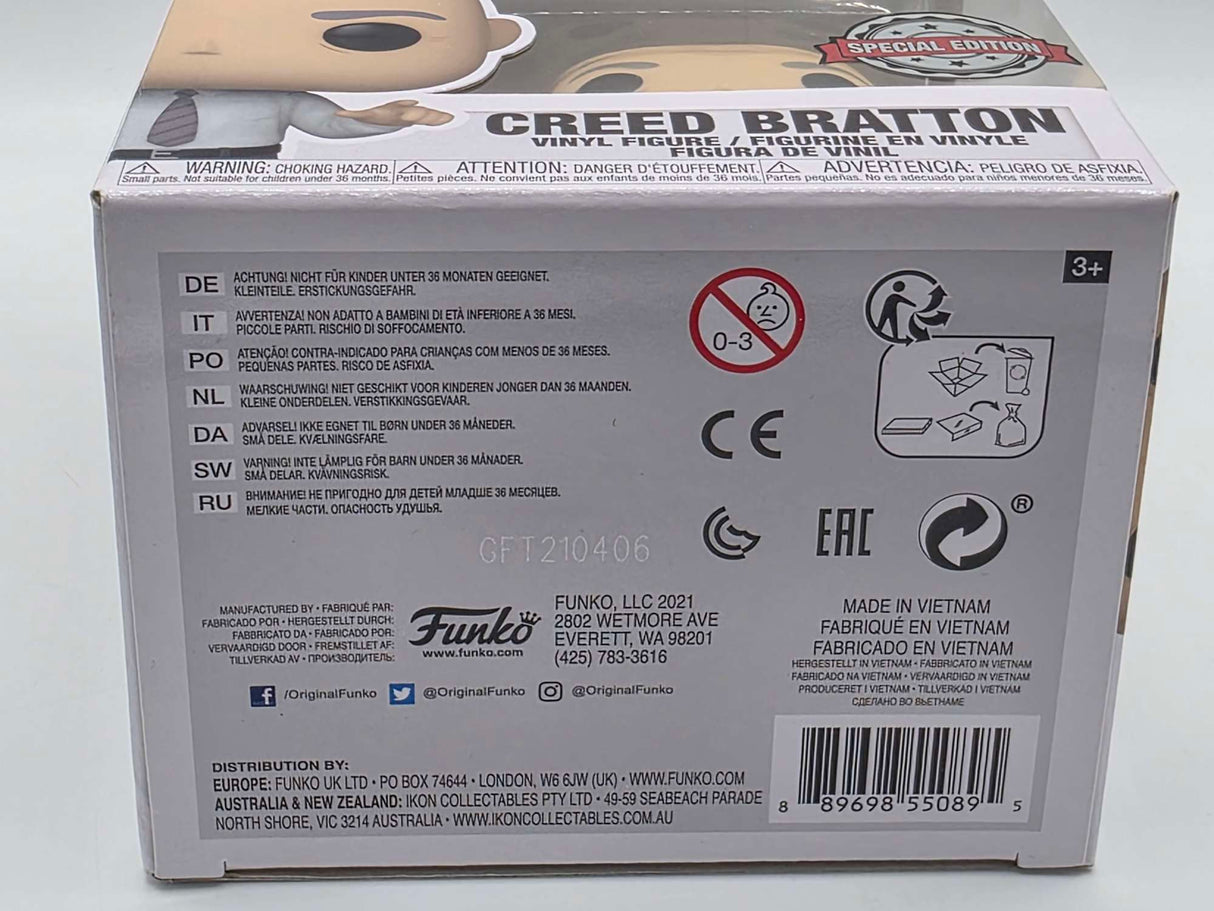 SPECIAL EDITION
CREED BRATTON
VINYL FIGURE / FIGURINE EN VINYLE
FIGURA DE VINIL
WARNING: CHOKING HAZARD.
Small parts. Not suitable for children under 36 months.
ATTENTION: DANGER D'ÉTOUFFEMENT.
Petites pièces. Ne convient pas aux enfants de moins de 36 mois.
ADVERTENCIA: PELIGRO DE ASFIXIA.
Partes pequeñas. No es adecuado para niños menores de 36 meses.
3+
DE ACHTUNG! NICHT FÜR KINDER UNTER 36 MONATEN GEEIGNET.
KLEINTEILE. ERSTICKUNGSGEFAHR.
IT AVVERTENZA! NON ADATTO A BAMBINI DI ETÀ INFERIORE A 36 MESI.
PICCOLE PARTI. RISCHIO DI SOFFOCAMENTO.
PO ATENÇÃO! CONTRA-INDICADO PARA CRIANÇAS COM MENOS DE 36 MESES.
PEQUENAS PARTES. RISCO DE ASFIXIA.
NL WAARSCHUWING! NIET GESCHIKT VOOR KINDEREN JONGER DAN 36 MAANDEN.
KLEINE ONDERDELEN. VERSTIKKINGSGEVAAR.
DA ADVARSEL! IKKE EGNET TIL BØRN UNDER 36 MÅNEDER.
SMÅ DELE. KVÆLNINGSFARE.
SW VARNING! INTE LÄMPLIG FÖR BARN UNDER 36 MÅNADER.
SMÅ DELAR. KVÄVNINGSRISK.
RU ВНИМАНИЕ! НЕ ПРИГОДНО ДЛЯ ДЕТЕЙ МЛАДШЕ 36 МЕСЯЦЕВ.
МЕЛКИЕ ЧАСТИ. ОПАСНОСТЬ УДУШЬЯ.
0-3
CE
EAC
®
GFT210406
MANUFACTURED BY • FABRIQUÉ PAR:
FABRICADO POR • HERGESTELLT DURCH:
FABBRICATO DA • FABRICADO POR:
VERVAARDIGD DOOR • FREMSTILLET AF:
TILLVERKAD AV • ПРОИЗВОДИТЕЛЬ:
Funko
www.funko.com
FUNKO, LLC 2021
2802 WETMORE AVE
EVERETT, WA 98201
(425) 783-3616
f /OriginalFunko @OriginalFunko @OriginalFunko
MADE IN VIETNAM
FABRIQUÉ EN VIETNAM
FABRICADO EN VIETNAM
HERGESTELLT IN VIETNAM • FABBRICATO IN VIETNAM
FABRICADO NA VIETNAM • VERVAARDIGD IN VIETNAM
PRODUCERET I VIETNAM • TILLVERKAD I VIETNAM
СДЕЛАНО ВО ВЬЕТНАМЕ
DISTRIBUTION BY:
EUROPE: FUNKO UK LTD • PO BOX 74644 • LONDON, W6 6JW (UK) • WWW.FUNKO.COM
AUSTRALIA & NEW ZEALAND: IKON COLLECTABLES PTY LTD • 49-59 SEABEACH PARADE
NORTH SHORE, VIC 3214 AUSTRALIA • WWW.IKONCOLLECTABLES.COM.AU
8 89698 55089 5